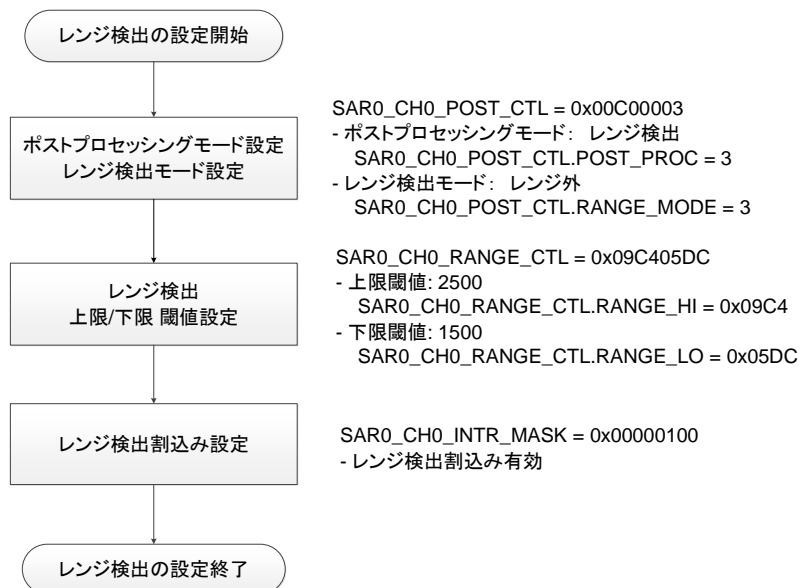 レンジ検出の設定開始
ポストプロセッシングモード設定
レンジ検出モード設定
SAR0_CH0_POST_CTL = 0x00C00003
- ポストプロセッシングモード： レンジ検出
SAR0_CH0_POST_CTL.POST_PROC = 3
- レンジ検出モード： レンジ外
SAR0_CH0_POST_CTL.RANGE_MODE = 3
レンジ検出
上限/下限 閾値設定
SAR0_CH0_RANGE_CTL = 0x09C405DC
- 上限閾値: 2500
SAR0_CH0_RANGE_CTL.RANGE_HI = 0x09C4
- 下限閾値: 1500
SAR0_CH0_RANGE_CTL.RANGE_LO = 0x05DC
レンジ検出割込み設定
SAR0_CH0_INTR_MASK = 0x00000100
- レンジ検出割込み有効
レンジ検出の設定終了